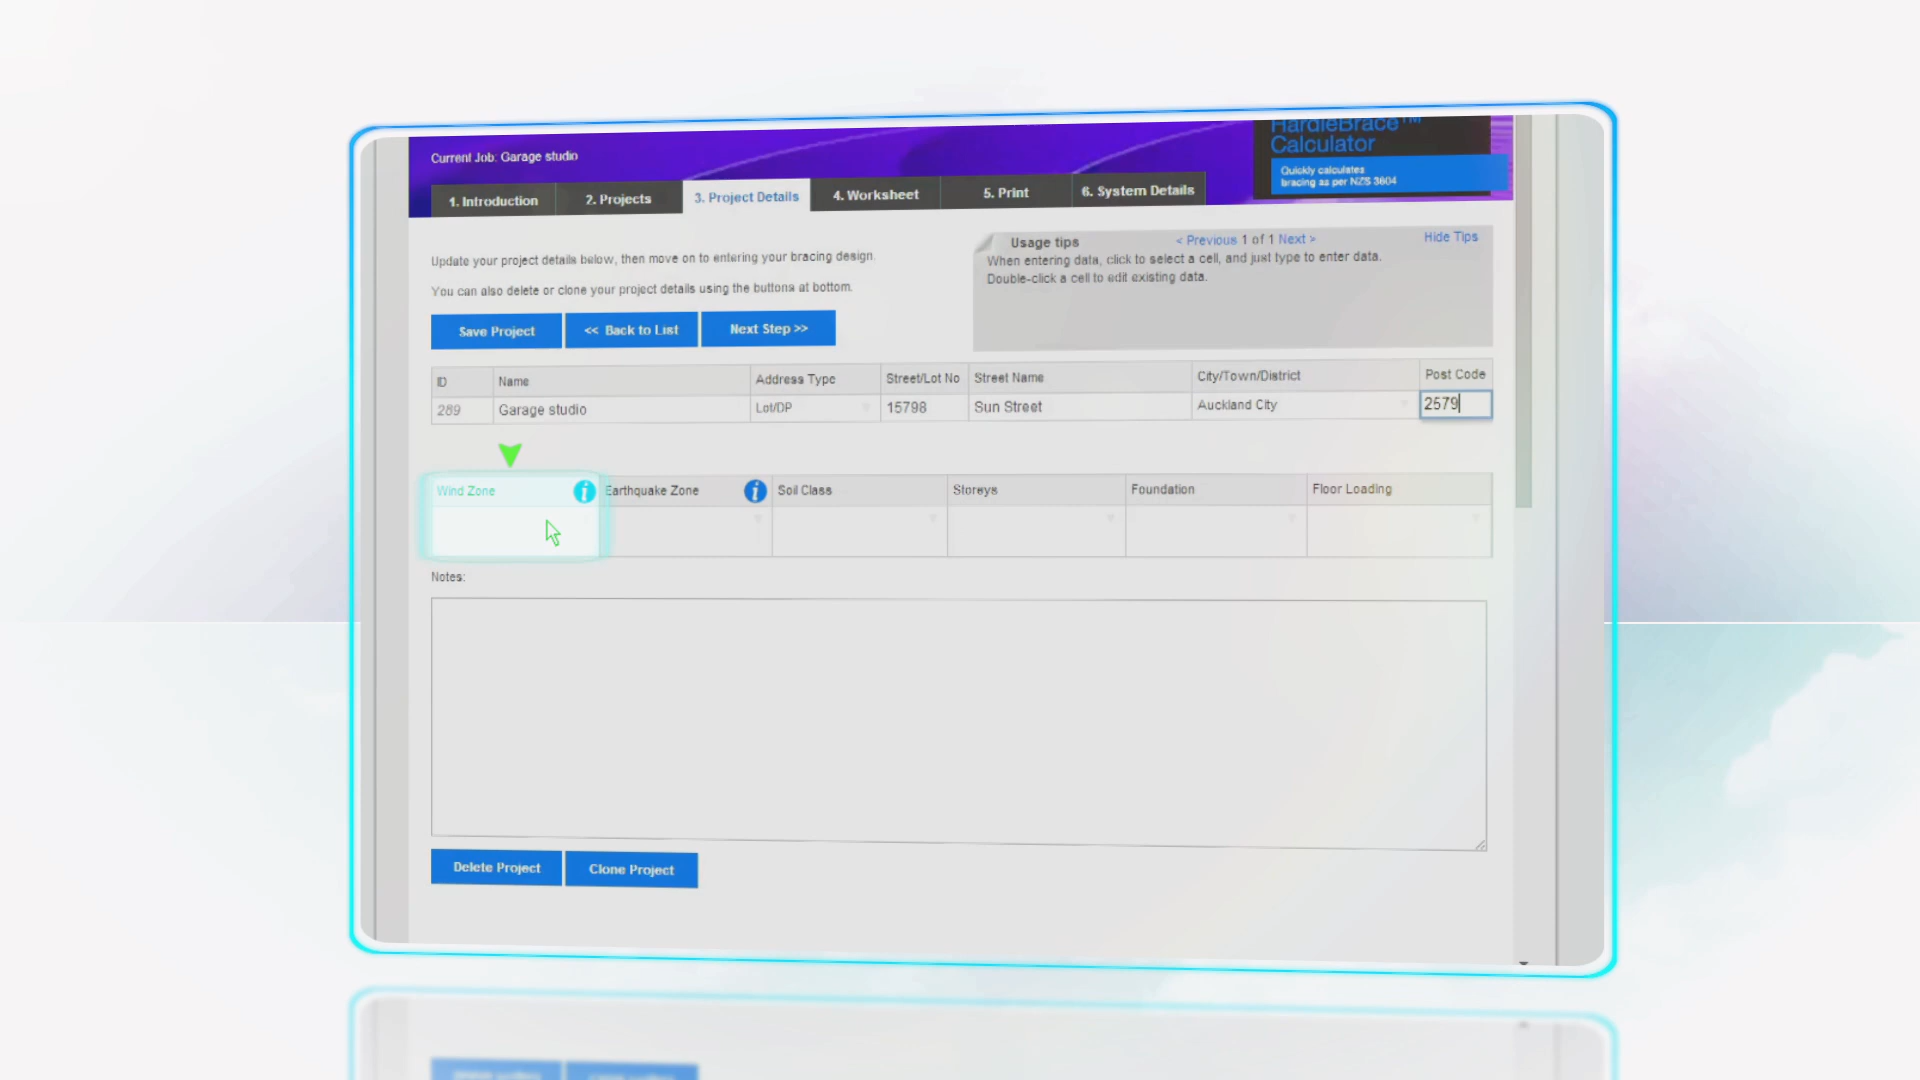 HardieBrace™
Calculator
Quickly calculates
bracing as per NZS 3604
Current Job: Garage studio
1. Introduction
2. Projects
3. Project Details
4. Worksheet
5. Print
6. System Details
Update your project details below, then move on to entering your bracing design.
You can also delete or clone your project details using the buttons at bottom.
Usage tips
< Previous 1 of 1 Next >
Hide Tips
When entering data, click to select a cell, and just type to enter data.
Double-click a cell to edit existing data.
Save Project
<< Back to List
Next Step >>
ID Name Address Type Street/Lot No Street Name City/Town/District Post Code
289 Garage studio Lot/DP 15798 Sun Street Auckland City 2579
Wind Zone i Earthquake Zone i Soil Class Storeys Foundation Floor Loading
Notes:
Delete Project
Clone Project